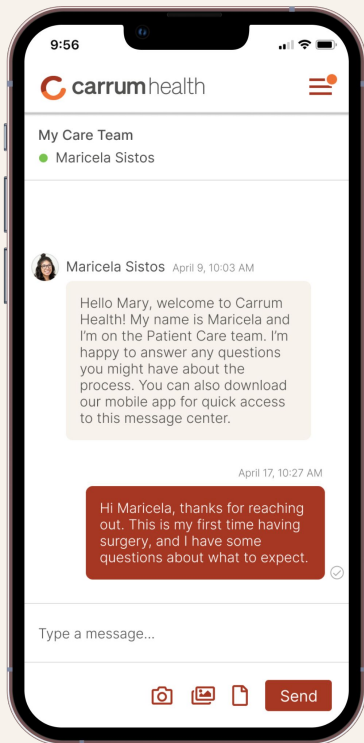 9:56
carrumhealth
My Care Team
Maricela Sistos
Maricela Sistos April 9, 10:03 AM
Hello Mary, welcome to Carrum
Health! My name is Maricela and
I'm on the Patient Care team. I'm
happy to answer any questions
you might have about the
process. You can also download
our mobile app for quick access
to this message center.
April 17, 10:27 AM
Hi Maricela, thanks for reaching
out. This is my first time having
surgery, and I have some
questions about what to expect.
Type a message...
Send